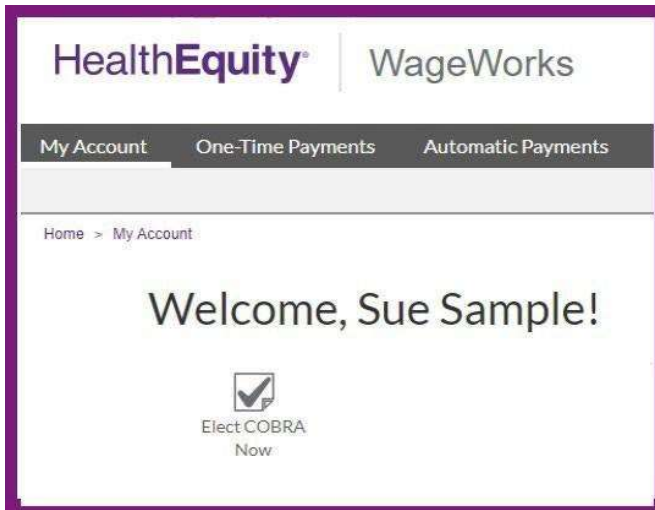 HealthEquity® WageWorks
My Account One-Time Payments Automatic Payments
Home > My Account
Welcome, Sue Sample!
Elect COBRA
Now